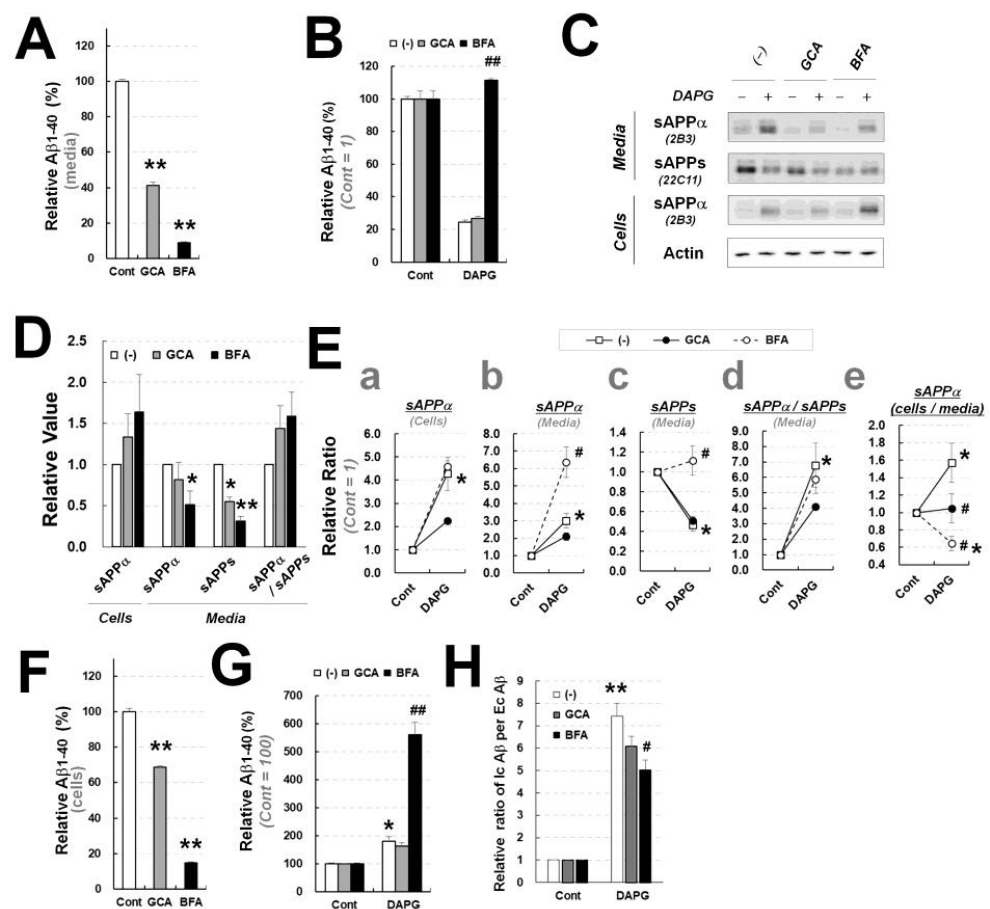 A
Relative Aβ1-40 (%)
(media)
120
100
80
60
40
20
0
**
**
Cont GCA BFA
B
(-) GCA BFA
Relative Aβ1-40 (%)
(Cont = 1)
120
100
80
60
40
20
0
##
Cont DAPG
C
(-) GCA BFA
DAPG − + − + − +
Media
sAPPα
(2B3)
sAPPs
(22C11)
Cells
sAPPα
(2B3)
Actin
D
(-) GCA BFA
Relative Value
2.5
2.0
1.5
1.0
0.5
0.0
*
*
**
sAPPα sAPPα sAPPs sAPPα / sAPPs
Cells Media
E
(-) GCA BFA
Relative Ratio
(Cont = 1)
a
sAPPα
(Cells)
6.0
5.0
4.0
3.0
2.0
1.0
0.0
*
Cont DAPG
b
sAPPα
(Media)
8.0
7.0
6.0
5.0
4.0
3.0
2.0
1.0
0.0
#
*
Cont DAPG
c
sAPPs
(Media)
1.4
1.2
1.0
0.8
0.6
0.4
0.2
0.0
#
*
Cont DAPG
d
sAPPα / sAPPs
(Media)
9.0
8.0
7.0
6.0
5.0
4.0
3.0
2.0
1.0
0.0
*
Cont DAPG
e
sAPPα
(cells / media)
2.0
1.8
1.6
1.4
1.2
1.0
0.8
0.6
0.4
*
#
# *
Cont DAPG
F
Relative Aβ1-40 (%)
(cells)
120
100
80
60
40
20
0
**
**
Cont GCA BFA
G
(-) GCA BFA
Relative Aβ1-40 (%)
(Cont = 100)
700
600
500
400
300
200
100
0
*
##
Cont DAPG
H
(-)
GCA
BFA
Relative ratio of Ic Aβ per Ec Aβ
9
8
7
6
5
4
3
2
1
0
**
#
Cont DAPG